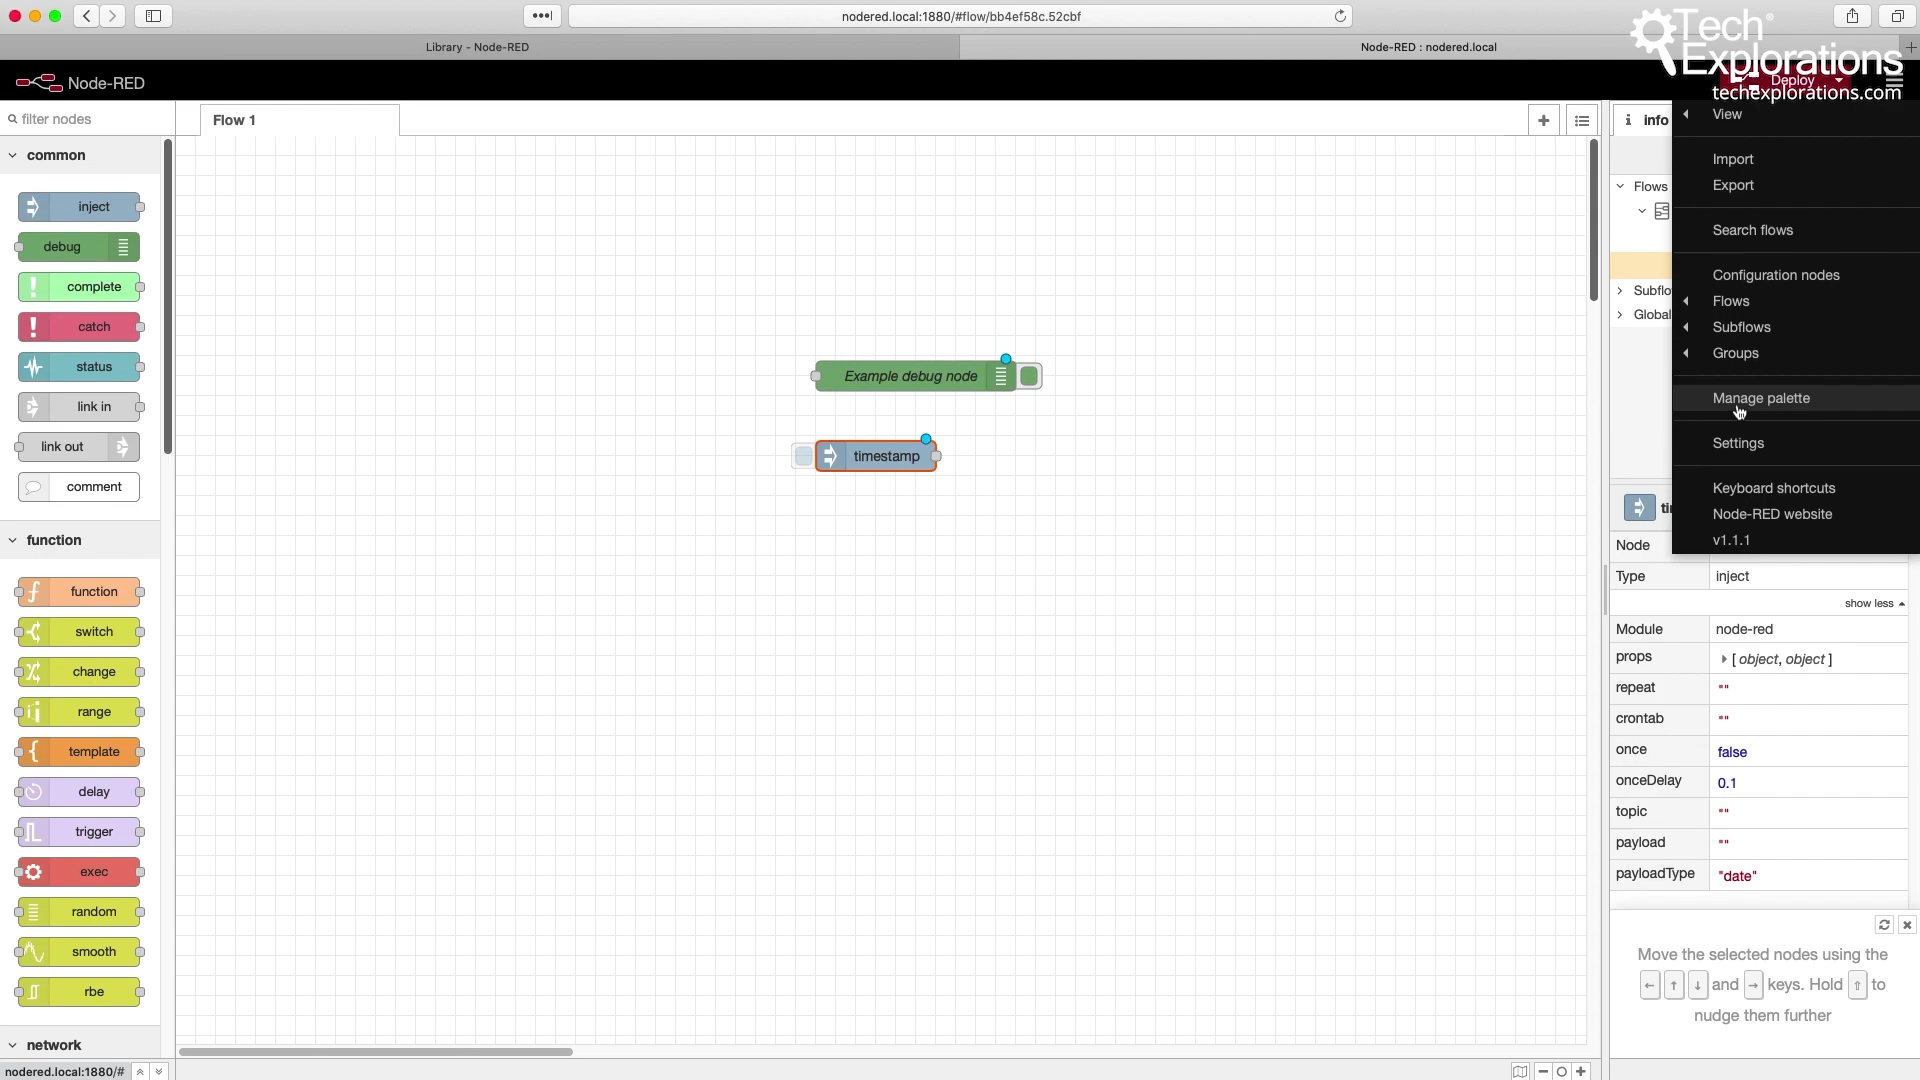 nodered.local:1880/#flow/bb4ef58c.52cbf
Library - Node-RED
Node-RED : nodered.local
Tech
Explorations
techexplorations.com
Node-RED
Deploy
filter nodes
Flow 1
info
common
inject
debug
complete
catch
status
link in
link out
comment
function
function
switch
change
range
template
delay
trigger
exec
random
smooth
rbe
network
nodered.local:1880/#
Example debug node
timestamp
View
Import
Export
Search flows
Configuration nodes
Flows
Subflows
Groups
Manage palette
Settings
Keyboard shortcuts
Node-RED website
v1.1.1
Flows
Subflo
Global
ti
Node
Type inject
show less
Module node-red
props [ object, object ]
repeat ""
crontab ""
once false
onceDelay 0.1
topic ""
payload ""
payloadType "date"
Move the selected nodes using the
← ↑ ↓ and → keys. Hold ⇧ to
nudge them further